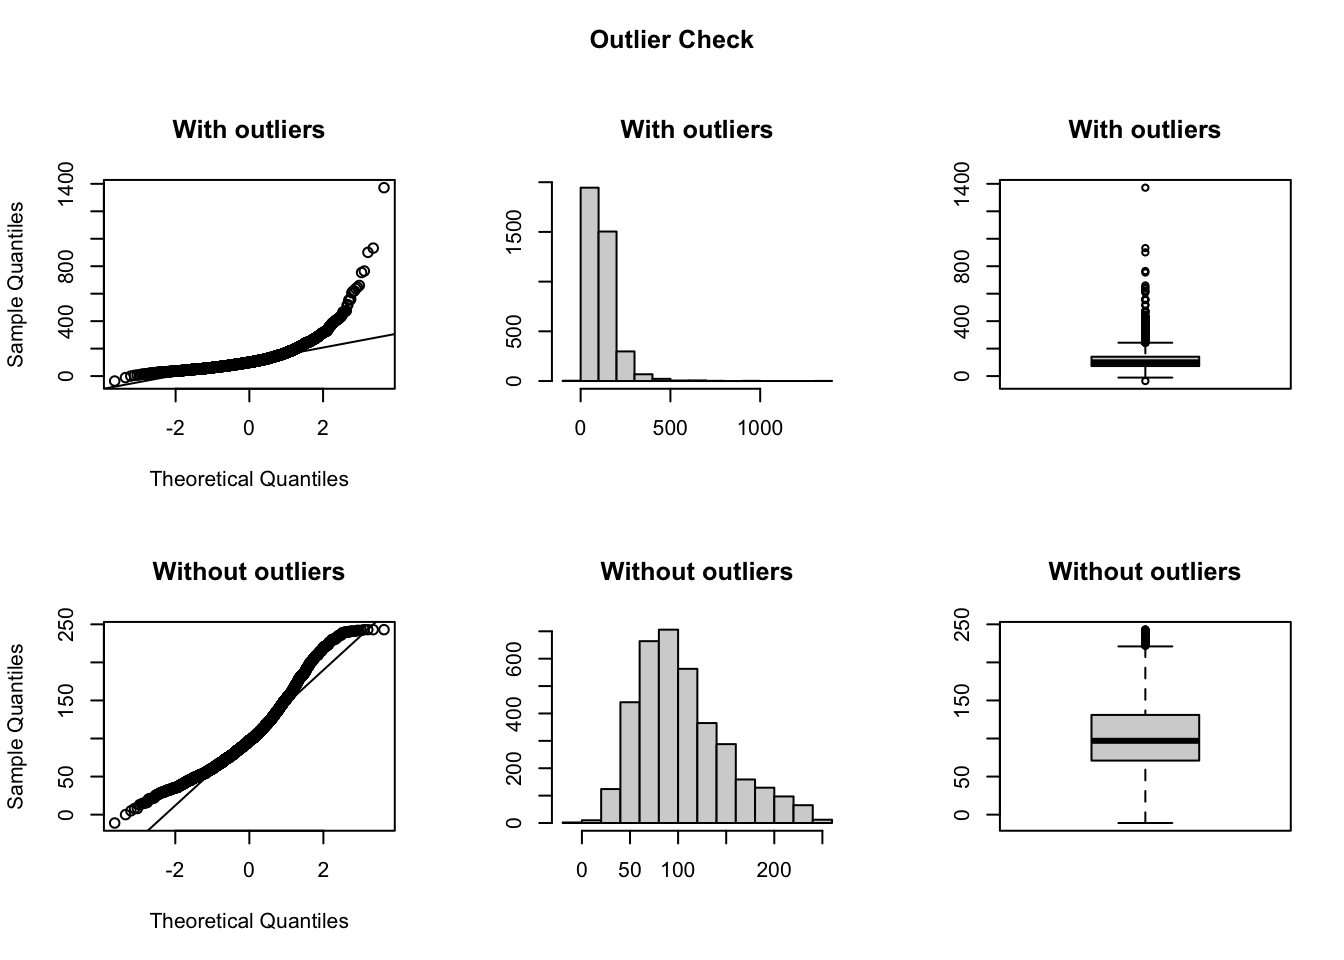 Outlier Check
With outliers
With outliers
With outliers
Sample Quantiles
0 400 800 1400
-2 0 2
Theoretical Quantiles
0 500 1500
0 500 1000
0 400 800 1400
Without outliers
Without outliers
Without outliers
Sample Quantiles
0 50 150 250
-2 0 2
Theoretical Quantiles
0 200 400 600
0 50 100 200
0 50 150 250